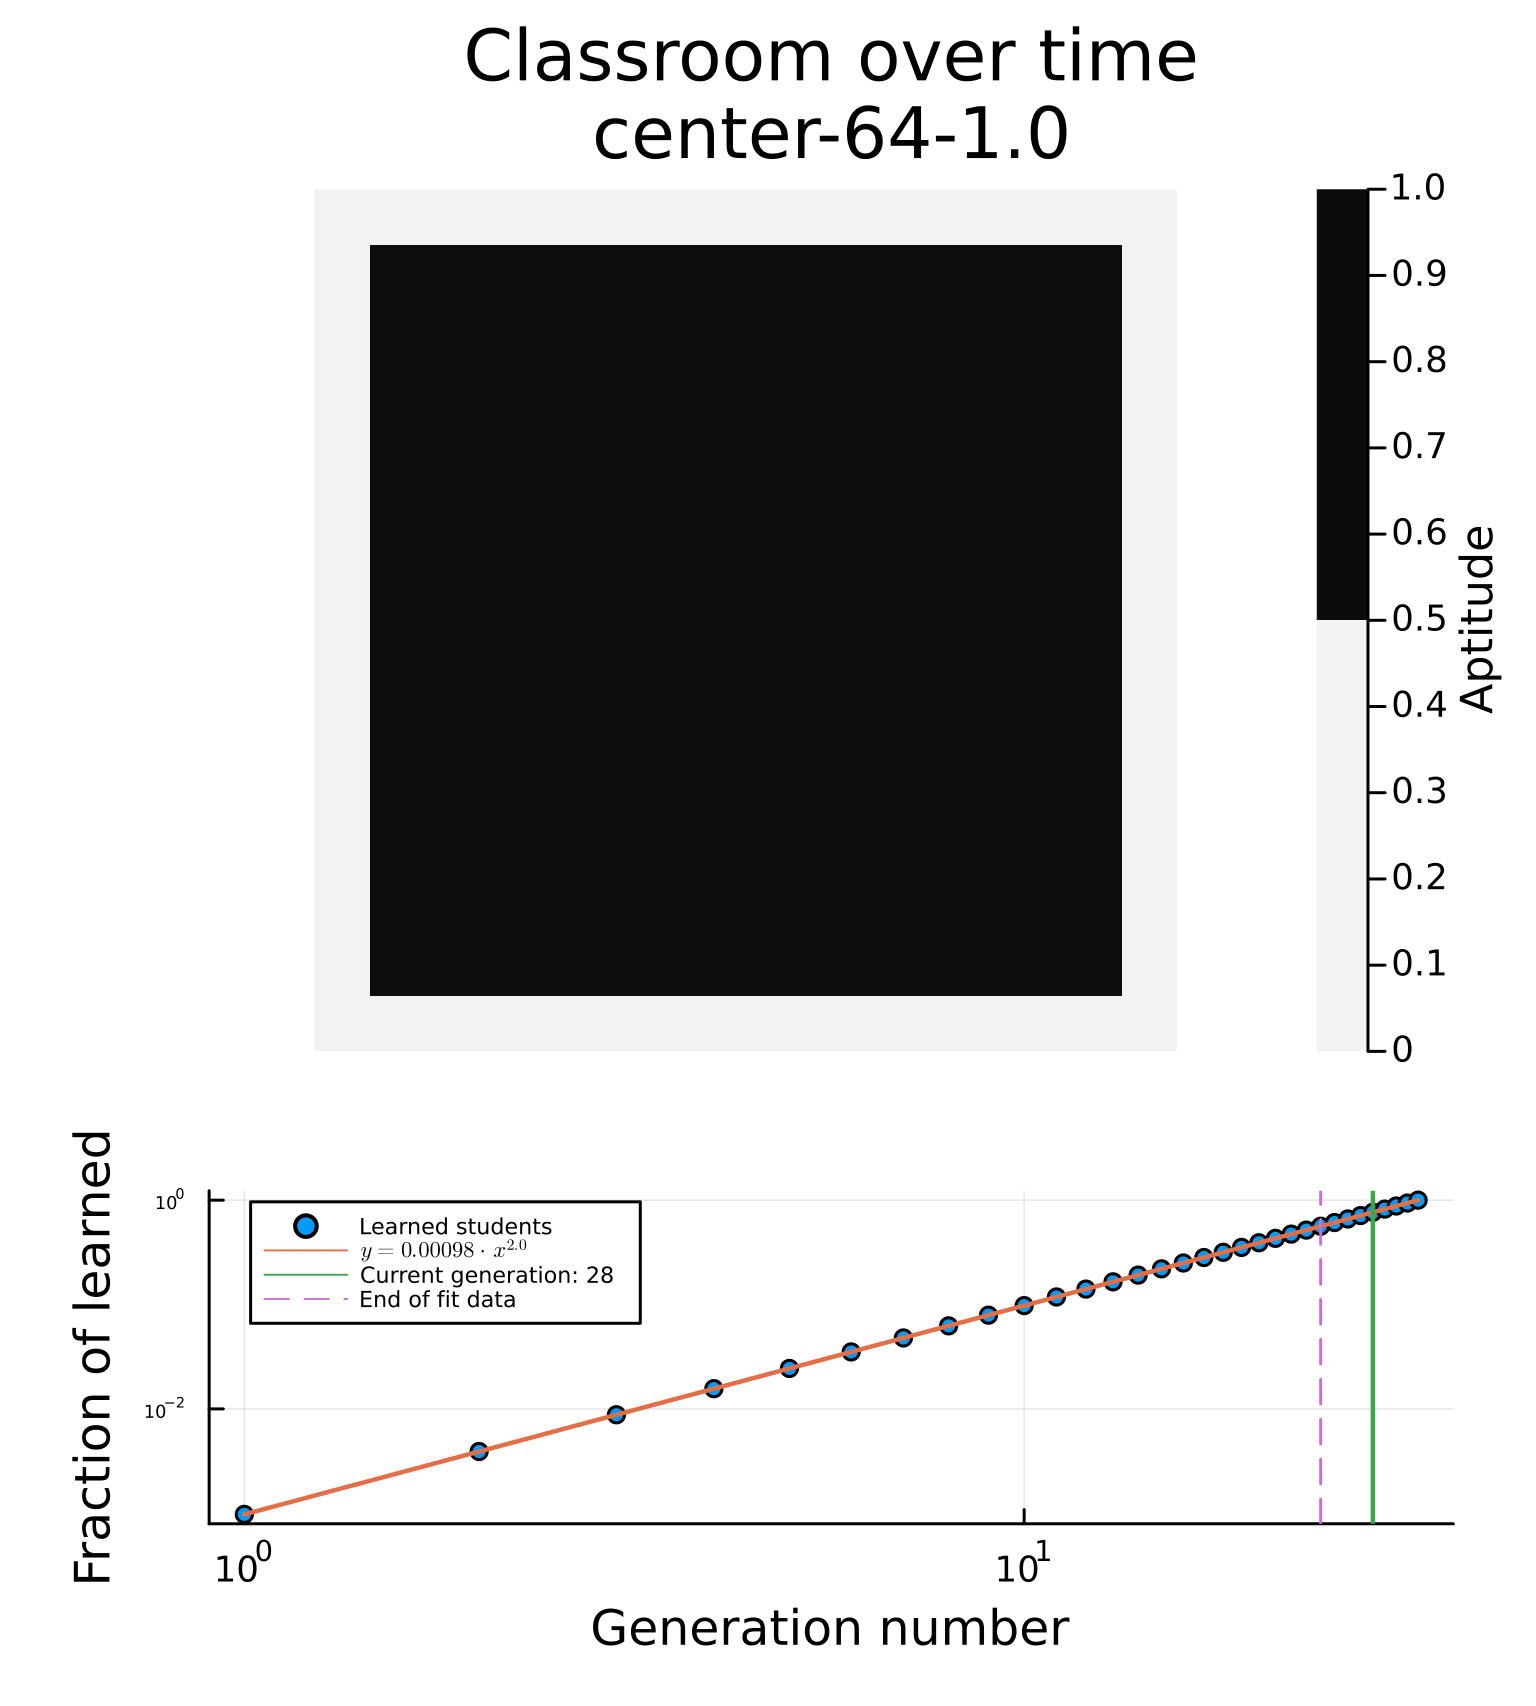 Classroom over time
center-64-1.0
1.0
0.9
0.8
0.7
0.6
0.5
0.4
0.3
0.2
0.1
0
Aptitude
Fraction of learned
10⁰
10⁻²
Learned students
y = 0.00098 · x²·⁰
Current generation: 28
End of fit data
10⁰
10¹
Generation number